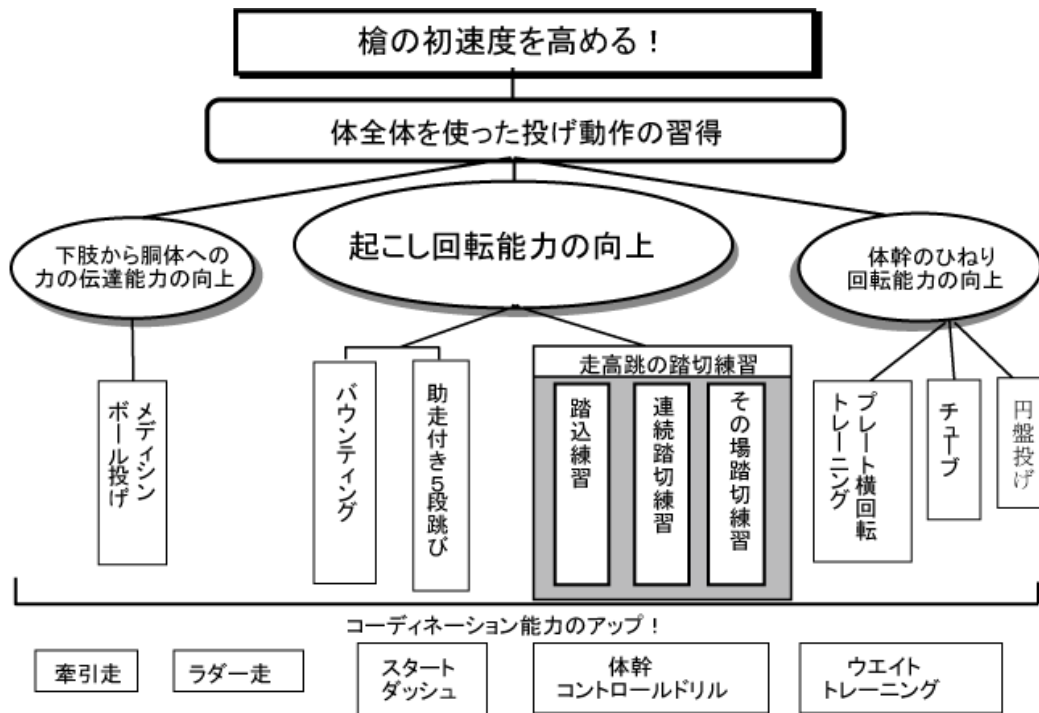 槍の初速度を高める！
体全体を使った投げ動作の習得
下肢から胴体への
力の伝達能力の向上
起こし回転能力の向上
体幹のひねり
回転能力の向上
メディシン
ボール投げ
バウンティング
助走付き5段跳び
走高跳の踏切練習
踏込練習
連続踏切練習
その場踏切練習
プレート横回転
トレーニング
チューブ
円盤投げ
コーディネーション能力のアップ！
牽引走
ラダー走
スタート
ダッシュ
体幹
コントロールドリル
ウエイト
トレーニング